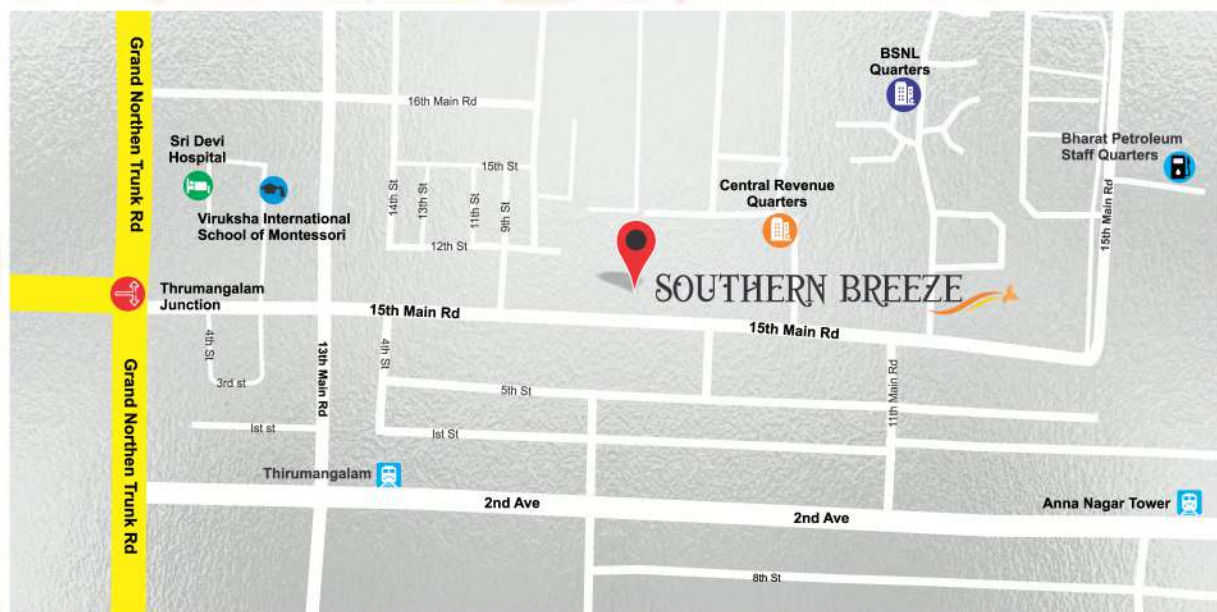 Grand Northen Trunk Rd
BSNL
Quarters
16th Main Rd
Sri Devi
Hospital
Bharat Petroleum
Staff Quarters
15th St
14th St
13th St
11th St
9th St
Viruksha International
School of Montessori
Central Revenue
Quarters
15th Main Rd
12th St
Thrumangalam
Junction
SOUTHERN BREEZE
15th Main Rd
15th Main Rd
4th St
13th Main Rd
4th St
3rd st
5th St
11th Main Rd
Grand Northen Trunk Rd
Ist st
Ist St
Thirumangalam
2nd Ave
2nd Ave
Anna Nagar Tower
8th St